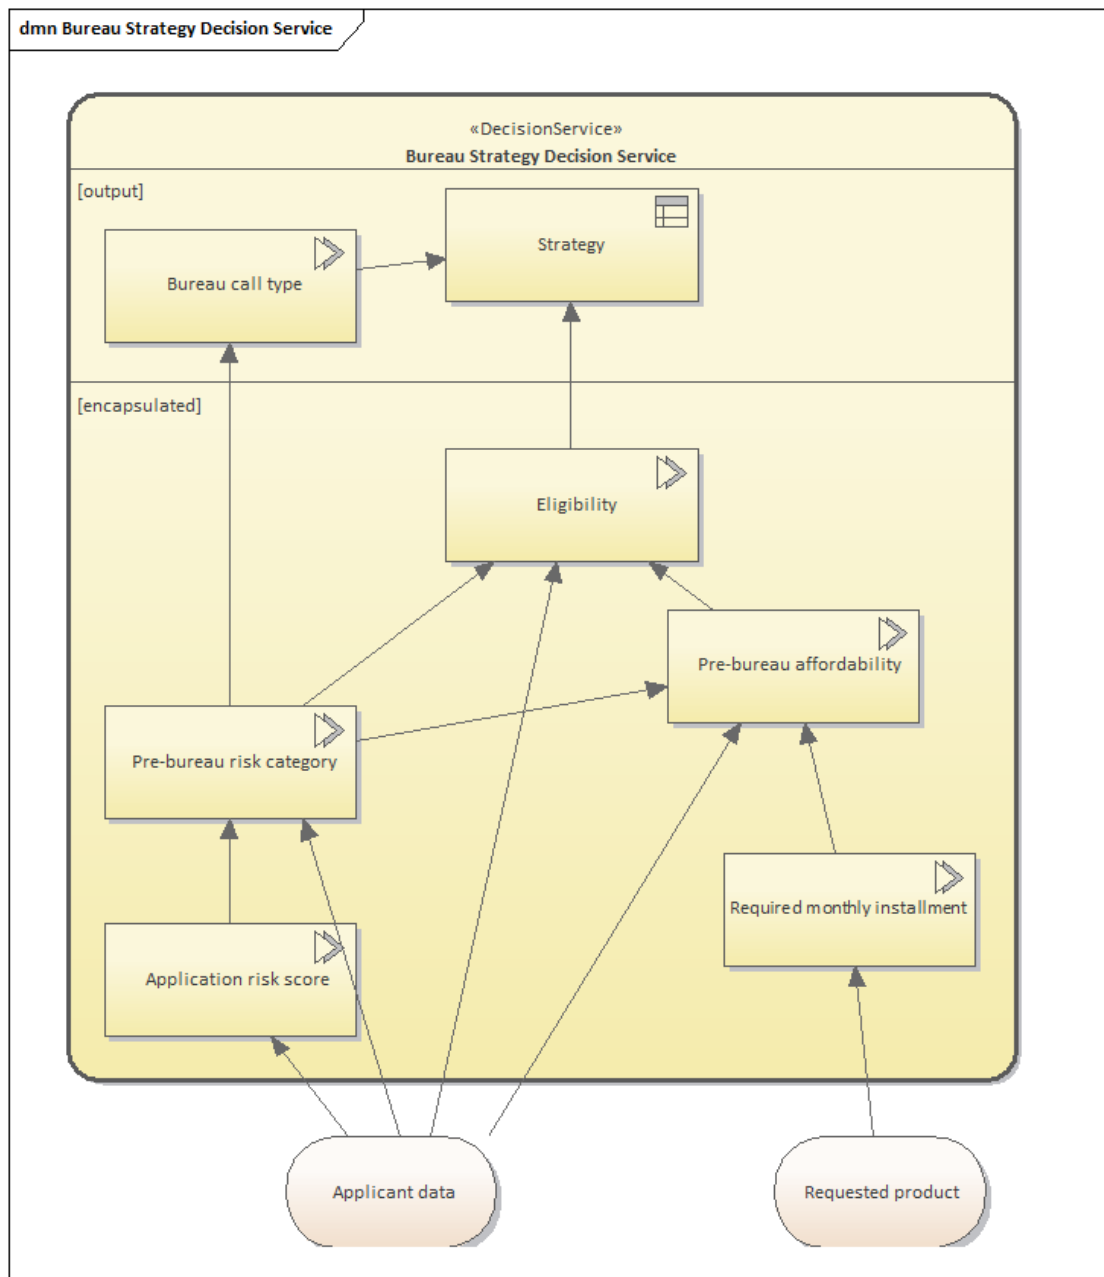 dmn Bureau Strategy Decision Service
«DecisionService»
Bureau Strategy Decision Service
[output]
Strategy
Bureau call type
[encapsulated]
Eligibility
Pre-bureau affordability
Pre-bureau risk category
Required monthly installment
Application risk score
Applicant data
Requested product